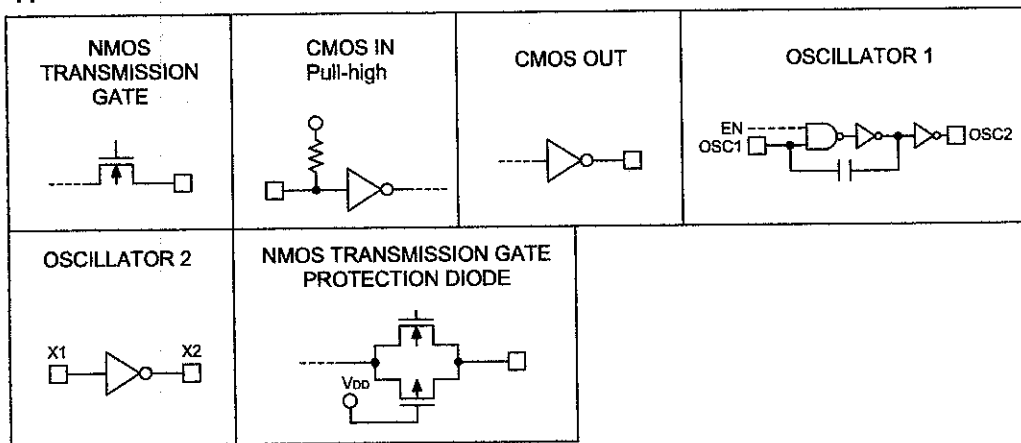 NMOS
TRANSMISSION
GATE
CMOS IN
Pull-high
CMOS OUT
OSCILLATOR 1
EN
OSC1
OSC2
OSCILLATOR 2
X1
X2
NMOS TRANSMISSION GATE
PROTECTION DIODE
VDD